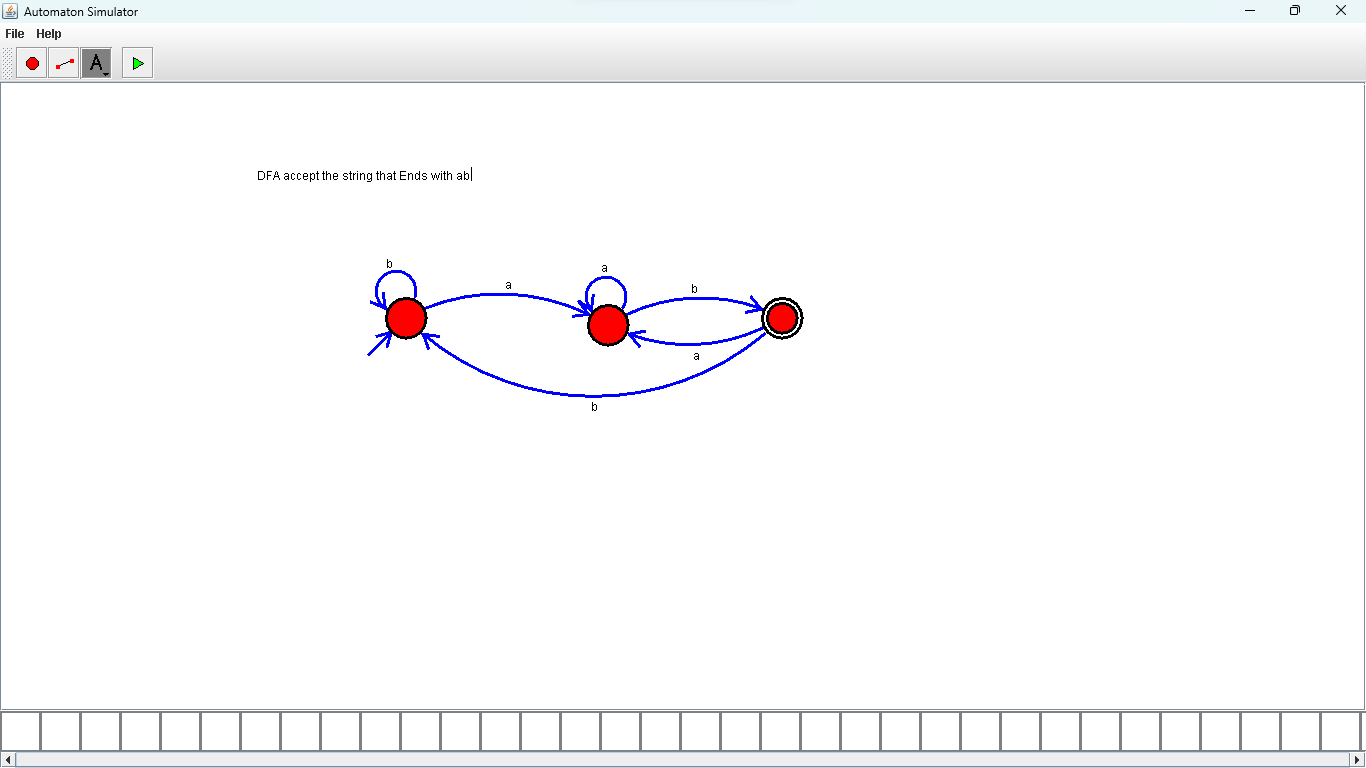 Automaton Simulator
File Help
A
DFA accept the string that Ends with ab
b
a
a
b
a
b